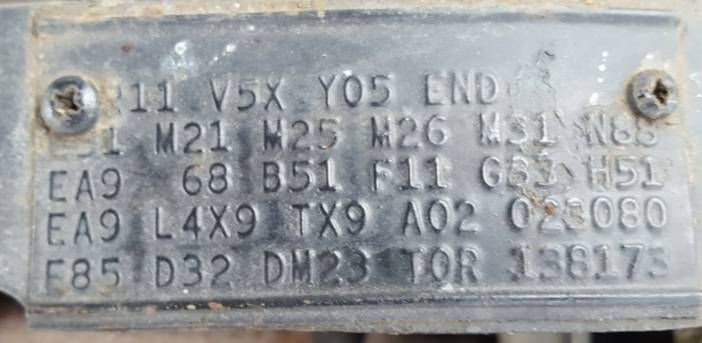 V5X Y05 END
M21 M25 M26 M31 N88
EA9 68 B51 F11 G33 H51
EA9 L4X9 TX9 A02 023080
E85 D32 DM23 TOR 138173